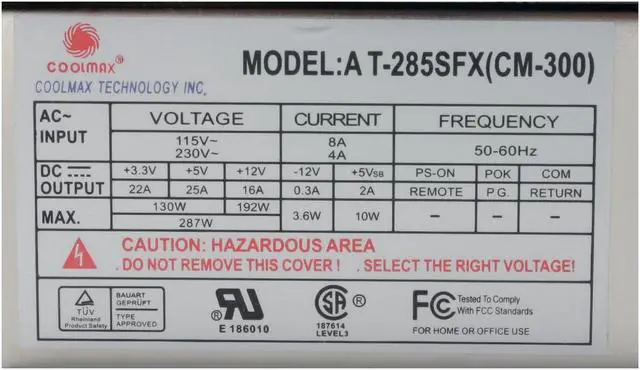 COOLMAX®
COOLMAX TECHNOLOGY INC.
MODEL:A T-285SFX(CM-300)
AC~ INPUT VOLTAGE CURRENT FREQUENCY
115V~ 8A
230V~ 4A
50-60Hz
DC OUTPUT +3.3V +5V +12V -12V +5VSB PS-ON POK COM
22A 25A 16A 0.3A 2A REMOTE P.G. RETURN
MAX. 130W 192W 3.6W 10W – – –
287W
CAUTION: HAZARDOUS AREA
. DO NOT REMOVE THIS COVER ! . SELECT THE RIGHT VOLTAGE!
TÜV
Rheinland
Product Safety
BAUART
GEPRÜFT
TYPE
APPROVED
RU®
E 186010
SA®
187614
LEVEL3
FC Tested To Comply
With FCC Standards
FOR HOME OR OFFICE USE